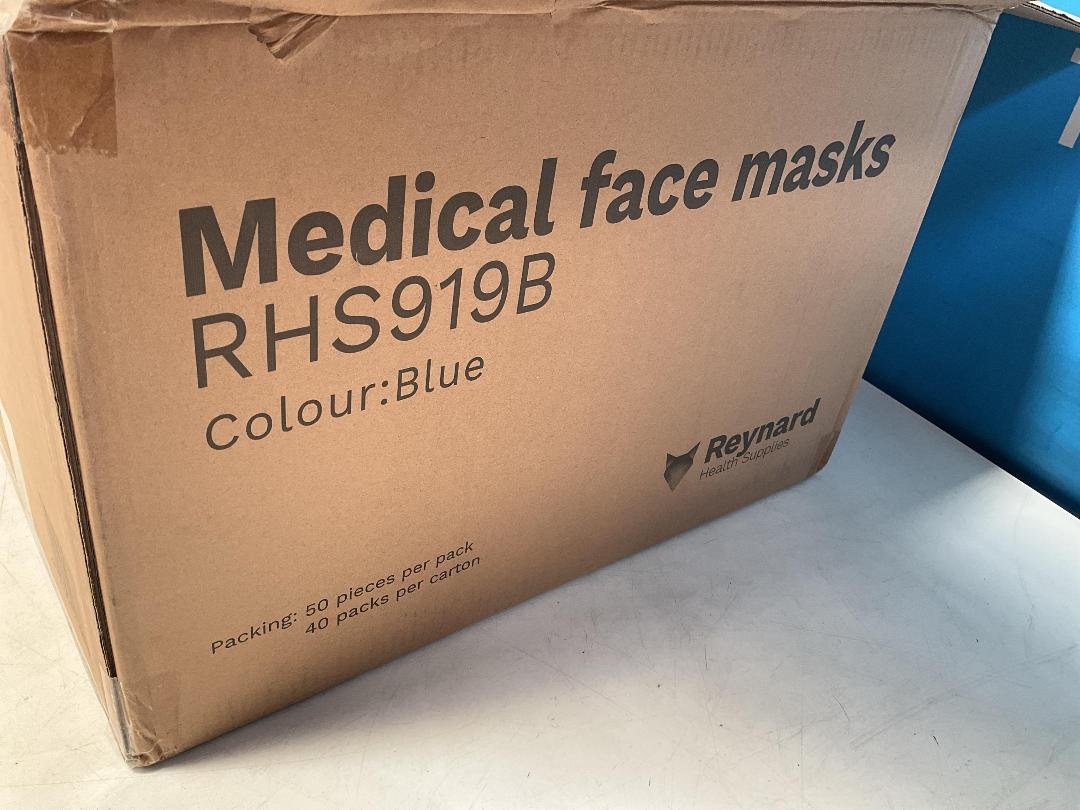 Medical face masks
RHS919B
Colour:Blue
Reynard
Health Supplies
Packing: 50 pieces per pack
40 packs per carton